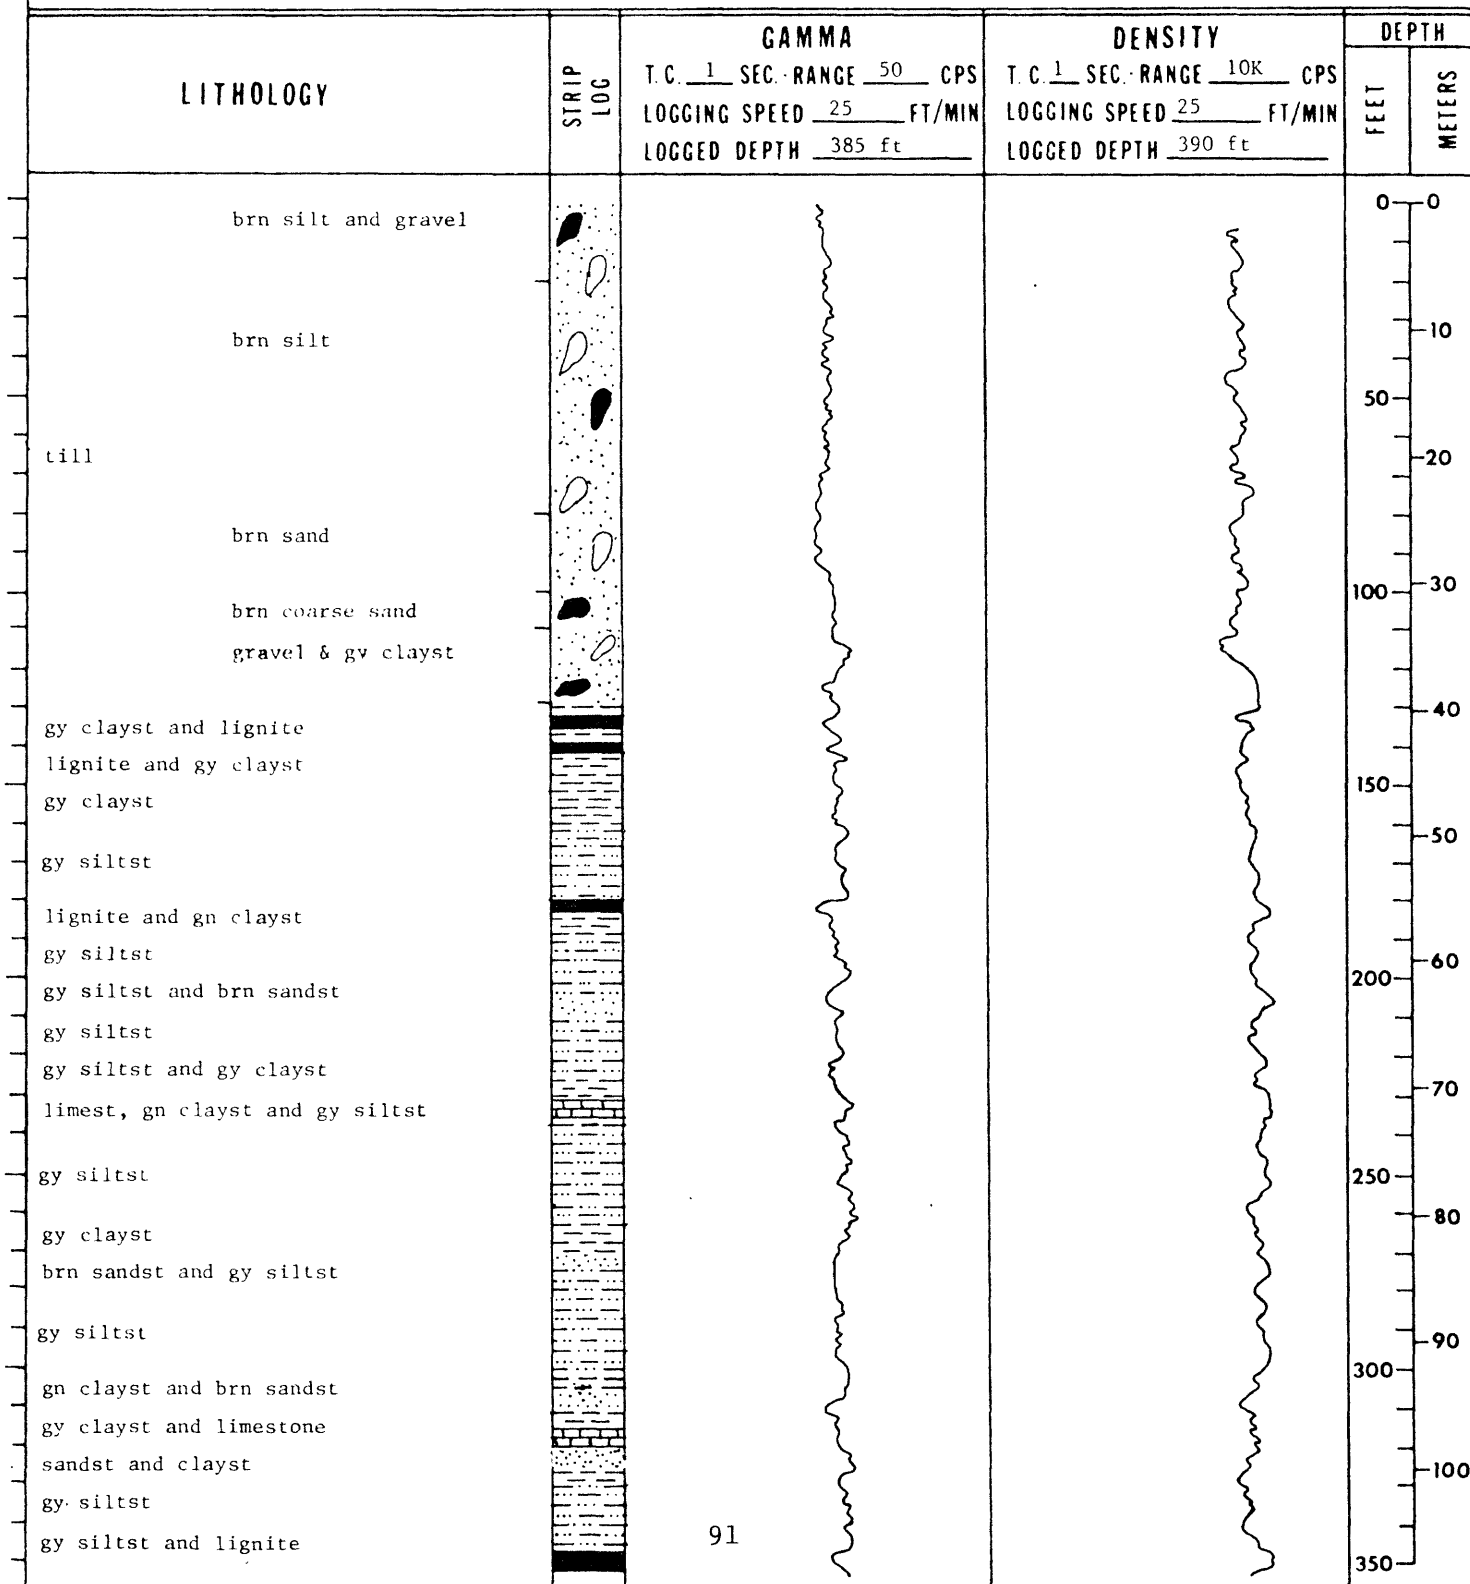 LITHOLOGY
STRIP LOG
GAMMA
T.C. 1 SEC. RANGE 50 CPS
LOGGING SPEED 25 FT/MIN
LOGGED DEPTH 385 ft
DENSITY
T.C. 1 SEC. RANGE 10K CPS
LOGGING SPEED 25 FT/MIN
LOGGED DEPTH 390 ft
DEPTH
FEET
METERS
brn silt and gravel
brn silt
till
brn sand
brn coarse sand
gravel & gy clayst
gy clayst and lignite
lignite and gy clayst
gy clayst
gy siltst
lignite and gn clayst
gy siltst
gy siltst and brn sandst
gy siltst
gy siltst and gy clayst
limest, gn clayst and gy siltst
gy siltst
gy clayst
brn sandst and gy siltst
gy siltst
gn clayst and brn sandst
gy clayst and limestone
sandst and clayst
gy siltst
gy siltst and lignite
91
0
50
100
150
200
250
300
350
0
10
20
30
40
50
60
70
80
90
100